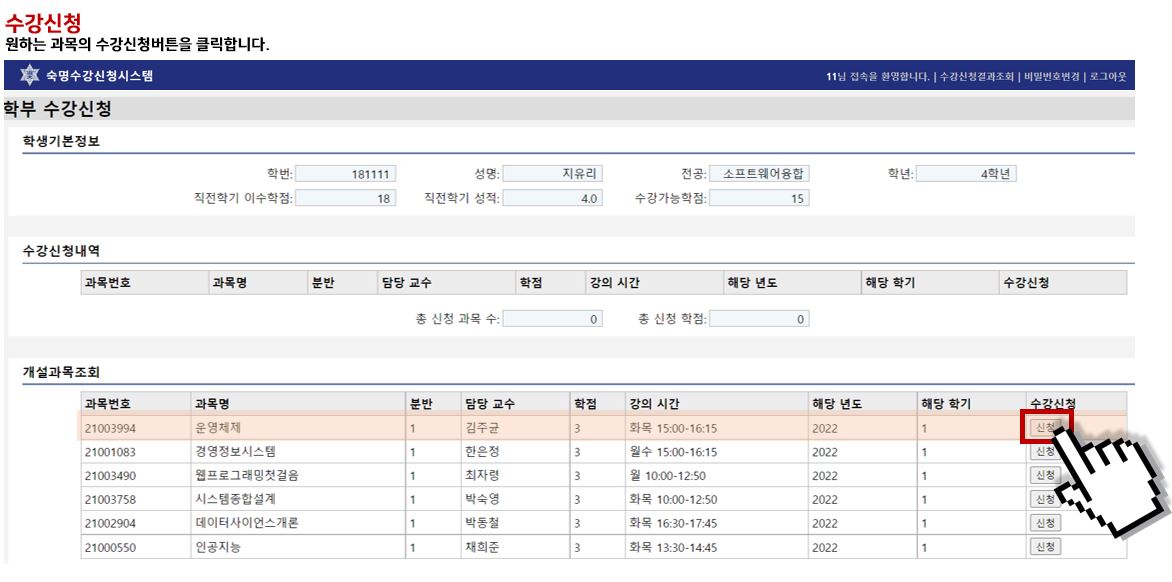 수강신청
원하는 과목의 수강신청버튼을 클릭합니다.
숙명수강신청시스템 11님 접속을 환영합니다. | 수강신청결과조회 | 비밀번호변경 | 로그아웃
학부 수강신청
학생기본정보
학번: 181111 성명: 지유리 전공: 소프트웨어융합 학년: 4학년
직전학기 이수학점: 18 직전학기 성적: 4.0 수강가능학점: 15
수강신청내역
과목번호 과목명 분반 담당 교수 학점 강의 시간 해당 년도 해당 학기 수강신청
총 신청 과목 수: 0 총 신청 학점: 0
개설과목조회
과목번호 과목명 분반 담당 교수 학점 강의 시간 해당 년도 해당 학기 수강신청
21003994 운영체제 1 김주균 3 화목 15:00-16:15 2022 1 신청
21001083 경영정보시스템 1 한은정 3 월수 15:00-16:15 2022 1 신청
21003490 웹프로그래밍첫걸음 1 최자령 3 월 10:00-12:50 2022 1 신청
21003758 시스템종합설계 1 박숙영 3 화목 10:00-12:50 2022 1 신청
21002904 데이터사이언스개론 1 박동철 3 화목 16:30-17:45 2022 1 신청
21000550 인공지능 1 채희준 3 화목 13:30-14:45 2022 1 신청